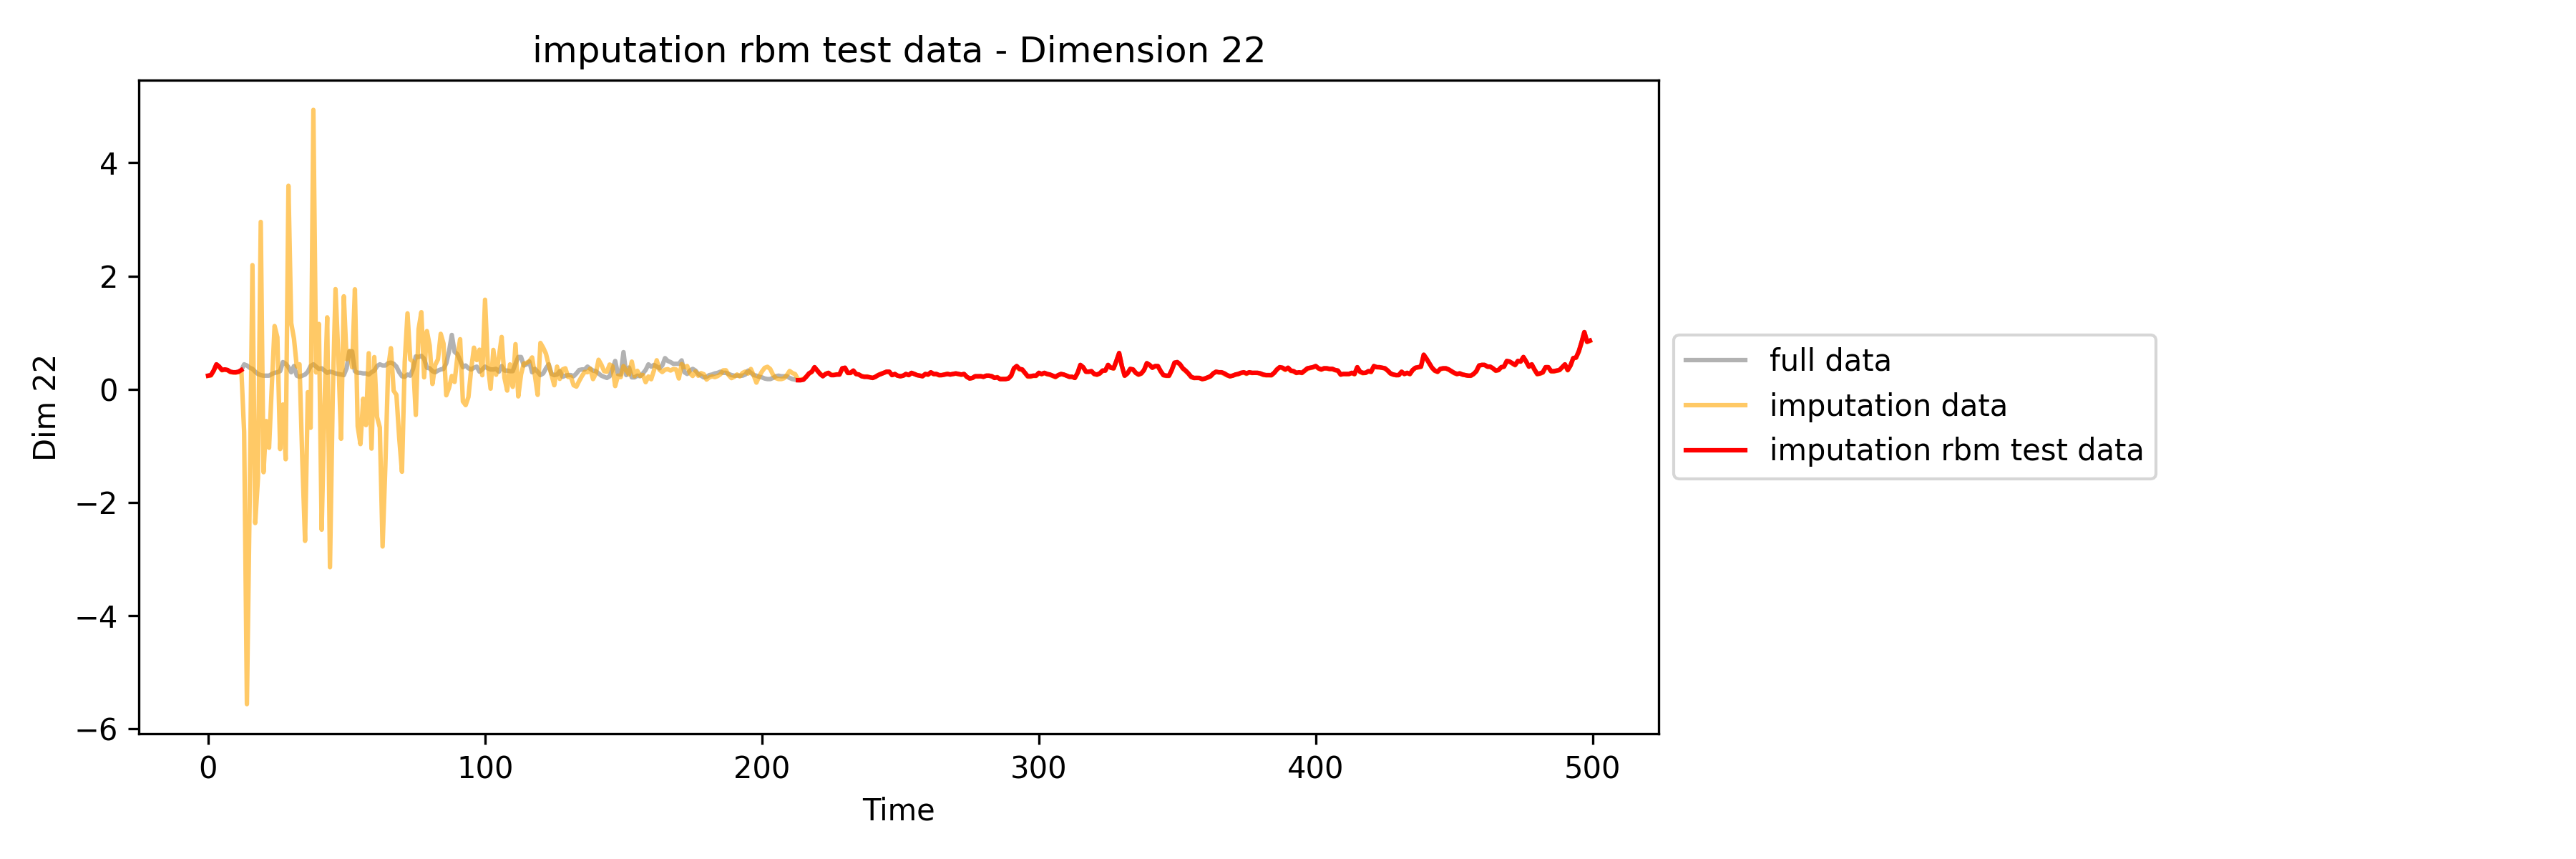 imputation rbm test data - Dimension 22
Dim 22
4
2
0
−2
−4
−6
0 100 200 300 400 500
Time
full data
imputation data
imputation rbm test data